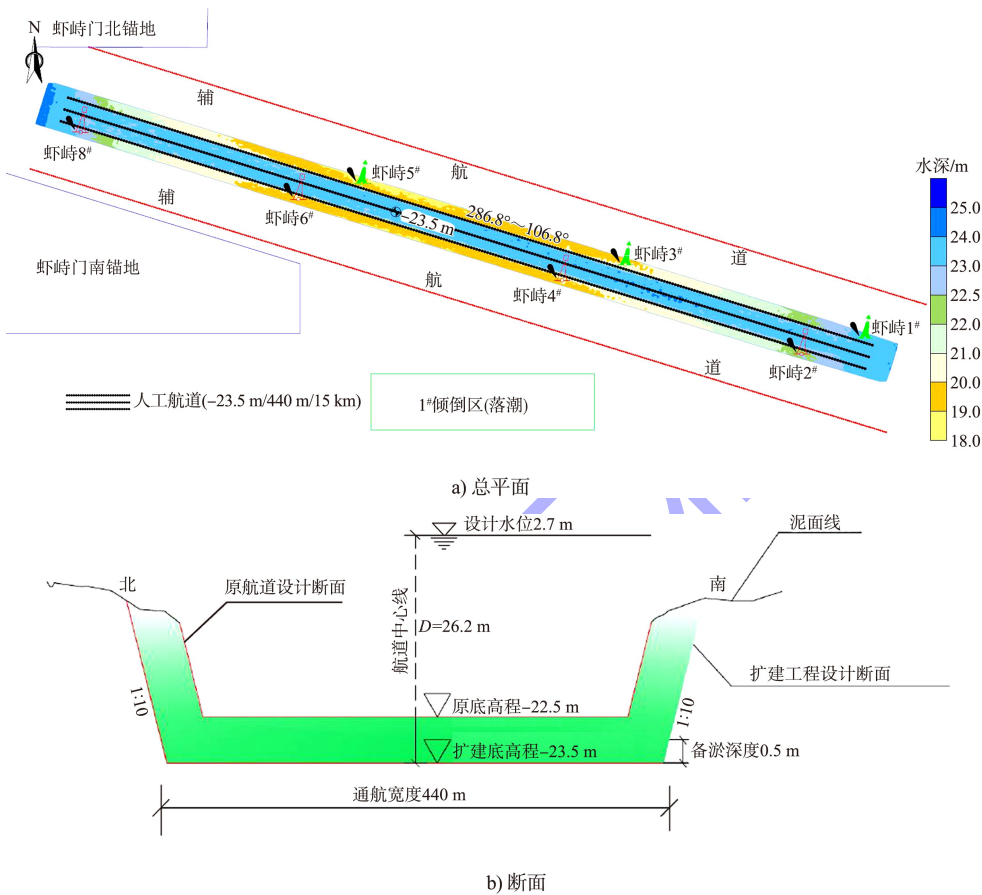 N
虾峙门北锚地
辅
虾峙8#
虾峙5#
航
水深/m
辅
虾峙6#
-23.5 m
286.8°～106.8°
虾峙3#
道
25.0
24.0
23.0
22.5
22.0
21.0
20.0
19.0
18.0
虾峙门南锚地
航
虾峙4#
虾峙1#
道
虾峙2#
人工航道(-23.5 m/440 m/15 km)
1#倾倒区(落潮)
a) 总平面
设计水位2.7 m
泥面线
北
原航道设计断面
南
航道中心线
D=26.2 m
扩建工程设计断面
1:10
原底高程-22.5 m
1:10
扩建底高程-23.5 m
备淤深度0.5 m
通航宽度440 m
b) 断面